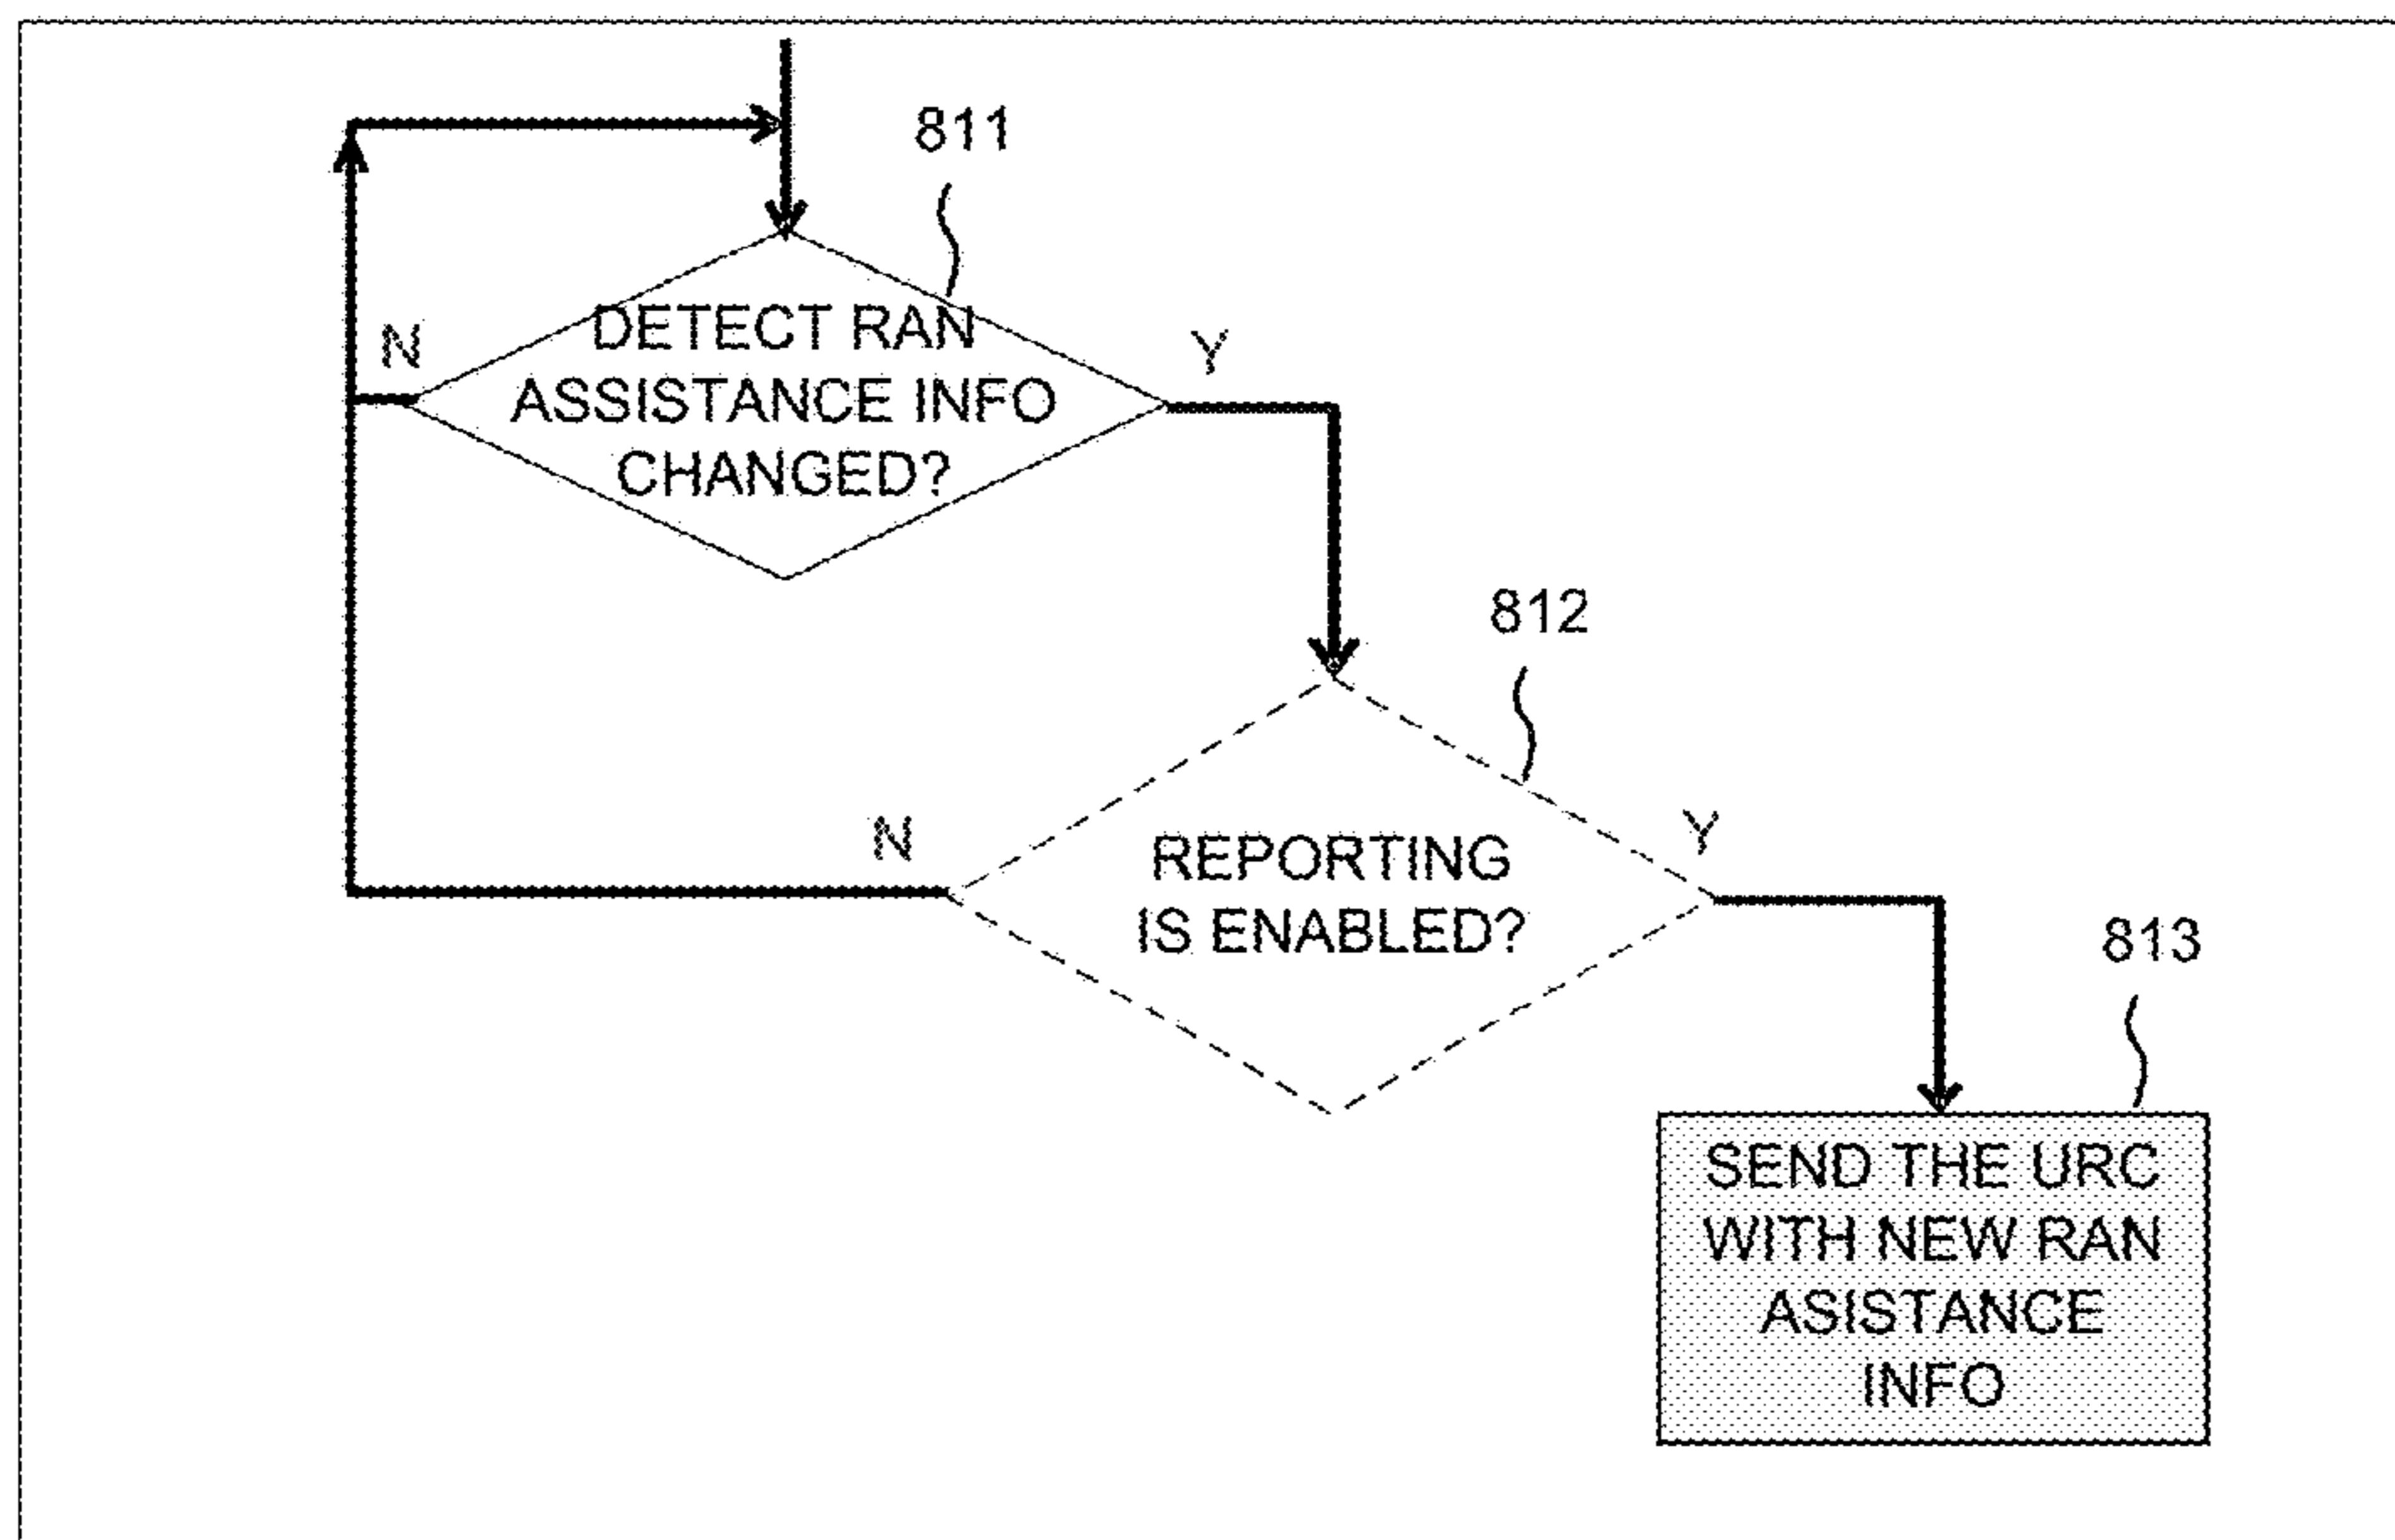 811
N
Y
DETECT RAN
ASSISTANCE INFO
CHANGED?
812
N
Y
REPORTING
IS ENABLED?
813
SEND THE URC
WITH NEW RAN
ASISTANCE
INFO